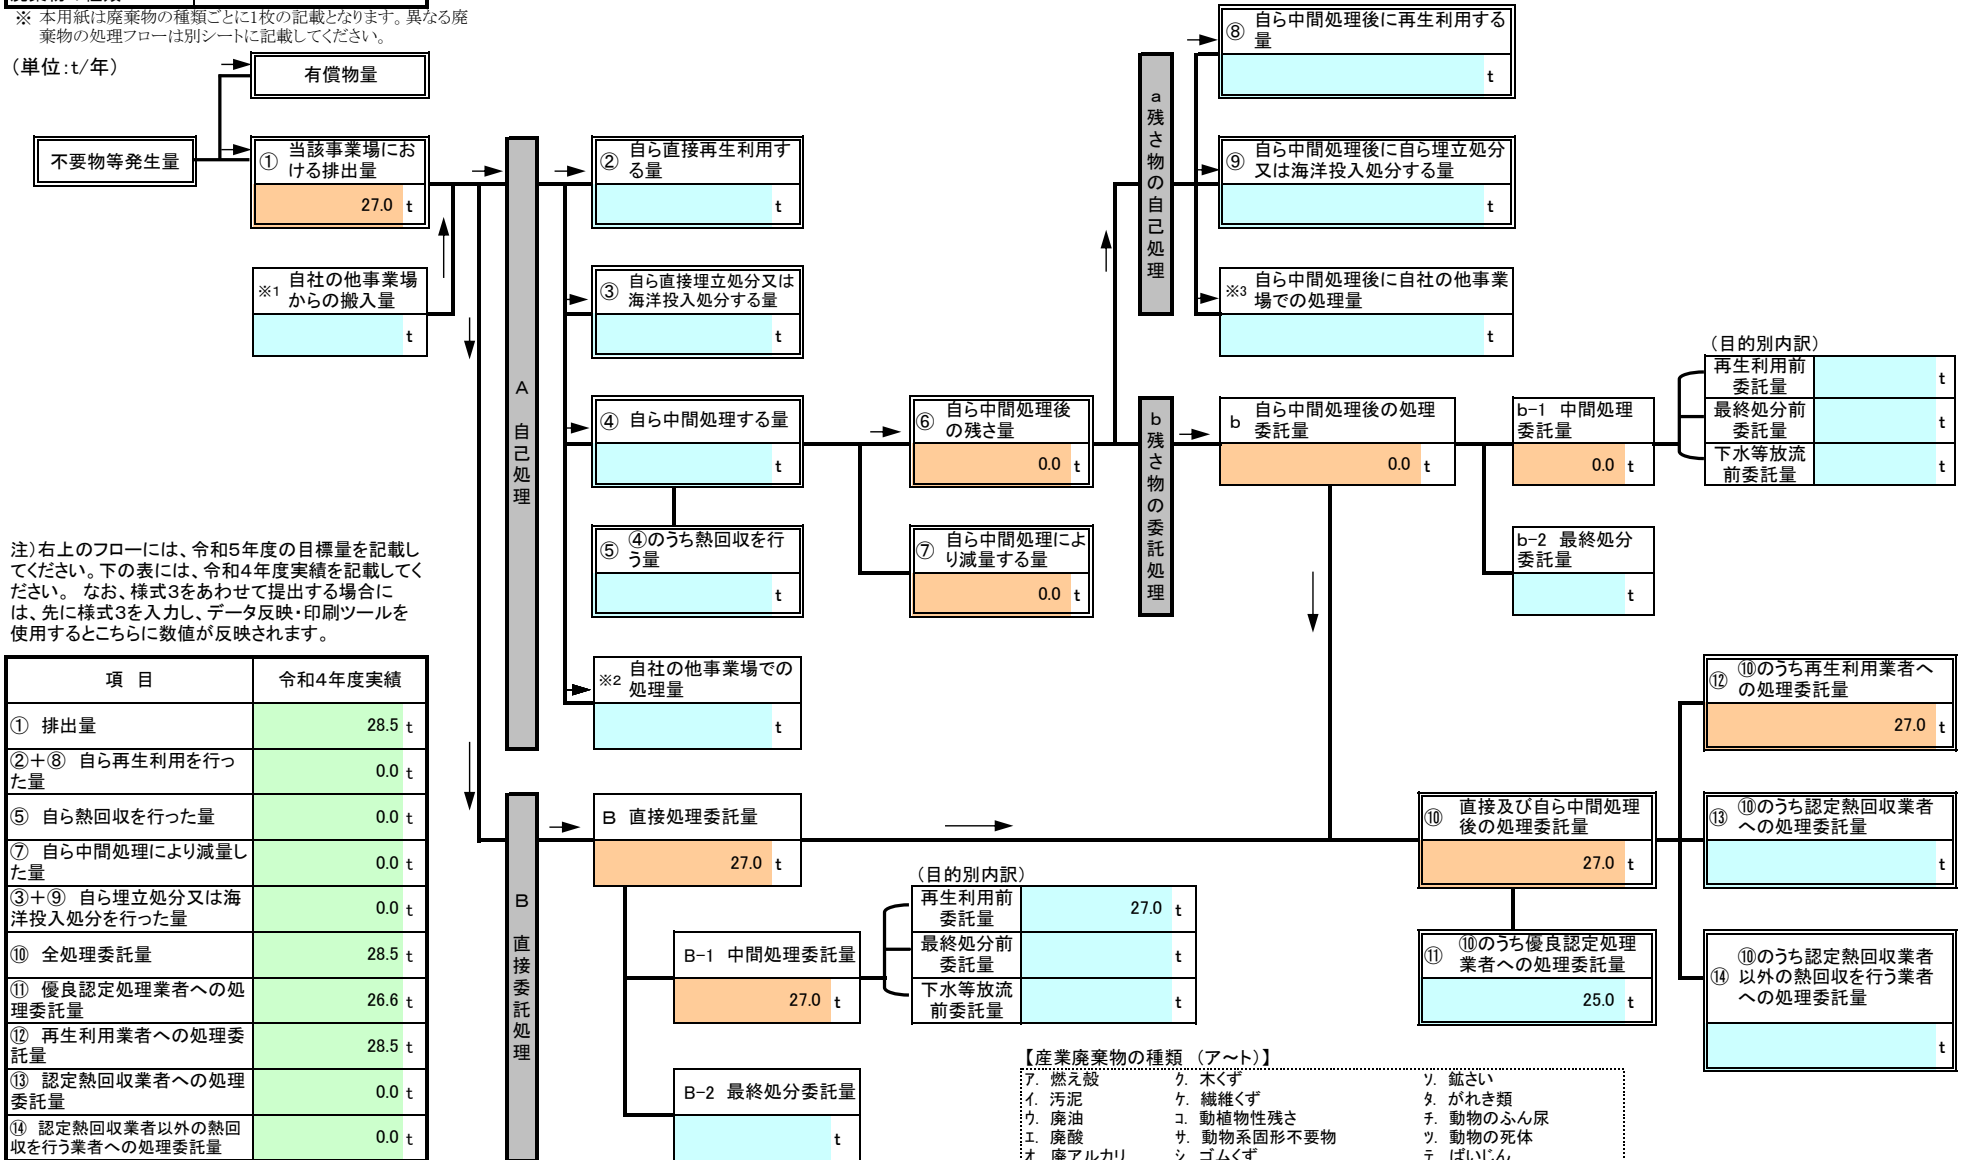 ※ 本用紙は廃棄物の種類ごとに1枚の記載となります。異なる廃
棄物の処理フローは別シートに記載してください。
（単位：t/年）
有償物量
不要物等発生量
① 当該事業場にお
ける排出量
27.0 t
※1 自社の他事業場
からの搬入量
t
A 自己処理
② 自ら直接再生利用す
る量
t
③ 自ら直接埋立処分又は
海洋投入処分する量
t
④ 自ら中間処理する量
t
⑤ ④のうち熱回収を行
う量
t
※2 自社の他事業場での
処理量
t
⑥ 自ら中間処理後
の残さ量
0.0 t
⑦ 自ら中間処理によ
り減量する量
0.0 t
a 残さ物の自己処理
⑧ 自ら中間処理後に再生利用する
量
t
⑨ 自ら中間処理後に自ら埋立処分
又は海洋投入処分する量
t
※3 自ら中間処理後に自社の他事業
場での処理量
t
b 残さ物の委託処理
b 自ら中間処理後の処理
委託量
0.0 t
b-1 中間処理
委託量
0.0 t
（目的別内訳）
再生利用前
委託量
t
最終処分前
委託量
t
下水等放流
前委託量
t
b-2 最終処分
委託量
t
注）右上のフローには、令和5年度の目標量を記載し
てください。下の表には、令和4年度実績を記載してく
ださい。 なお、様式3をあわせて提出する場合に
は、先に様式3を入力し、データ反映・印刷ツールを
使用するとこちらに数値が反映されます。
項 目 令和4年度実績
① 排出量 28.5 t
②＋⑧ 自ら再生利用を行っ
た量 0.0 t
⑤ 自ら熱回収を行った量 0.0 t
⑦ 自ら中間処理により減量し
た量 0.0 t
③＋⑨ 自ら埋立処分又は海
洋投入処分を行った量 0.0 t
⑩ 全処理委託量 28.5 t
⑪ 優良認定処理業者への処
理委託量 26.6 t
⑫ 再生利用業者への処理委
託量 28.5 t
⑬ 認定熱回収業者への処理
委託量 0.0 t
⑭ 認定熱回収業者以外の熱回
収を行う業者への処理委託量 0.0 t
B 直接委託処理
B 直接処理委託量
27.0 t
B-1 中間処理委託量
27.0 t
（目的別内訳）
再生利用前
委託量
27.0 t
最終処分前
委託量
t
下水等放流
前委託量
t
B-2 最終処分委託量
t
⑩ 直接及び自ら中間処理
後の処理委託量
27.0 t
⑪ ⑩のうち優良認定処理
業者への処理委託量
25.0 t
⑫ ⑩のうち再生利用業者へ
の処理委託量
27.0 t
⑬ ⑩のうち認定熱回収業者
への処理委託量
t
⑭ ⑩のうち認定熱回収業者
以外の熱回収を行う業者
への処理委託量
t
【産業廃棄物の種類 （ア～ト）】
ア. 燃え殻 ク. 木くず ソ. 鉱さい
イ. 汚泥 ケ. 繊維くず タ. がれき類
ウ. 廃油 コ. 動植物性残さ チ. 動物のふん尿
エ. 廃酸 サ. 動物系固形不要物 ツ. 動物の死体
オ. 廃アルカリ シ. ゴムくず テ. ばいじん